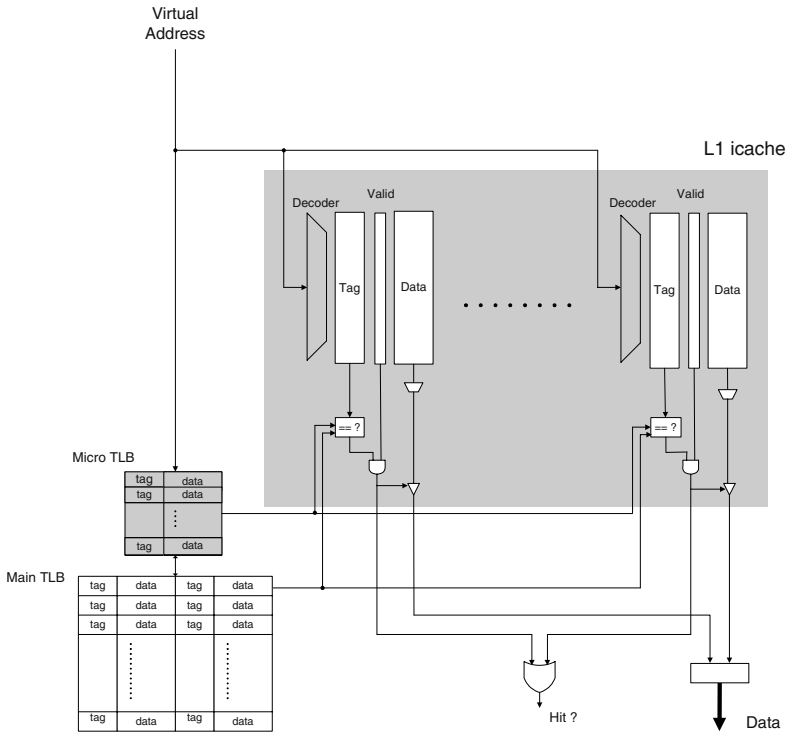 Virtual
Address
L1 icache
Decoder
Valid
Decoder
Valid
Tag
Data
Tag
Data
== ?
== ?
Micro TLB
tag data
tag data
tag data
Main TLB
tag data tag data
tag data tag data
tag data tag data
tag data tag data
Hit ?
Data